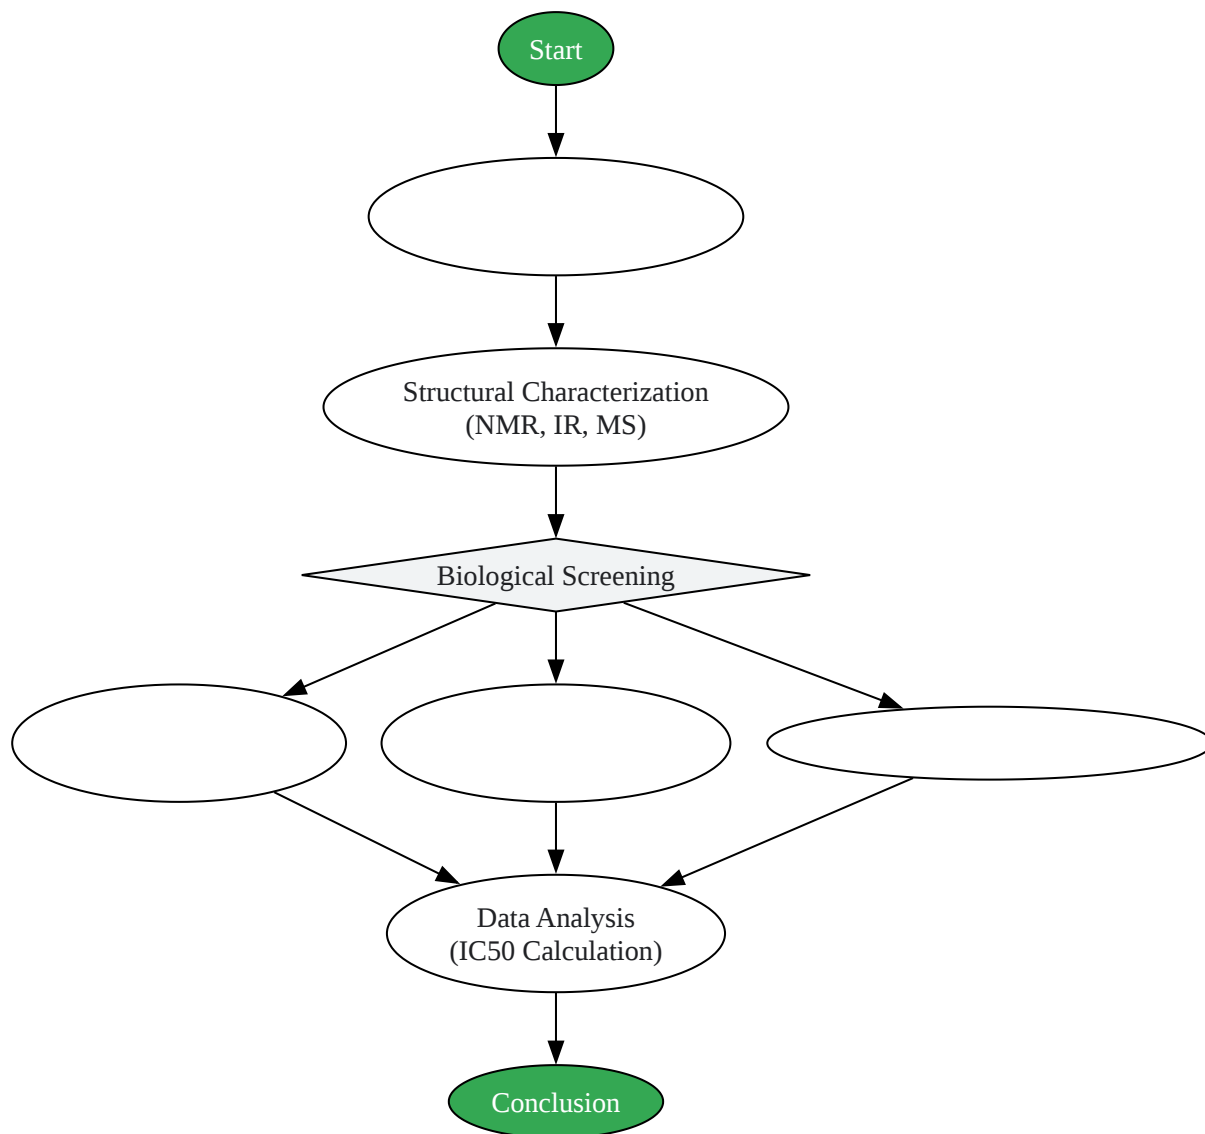 Start
Structural Characterization
(NMR, IR, MS)
Biological Screening
Data Analysis
(IC50 Calculation)
Conclusion